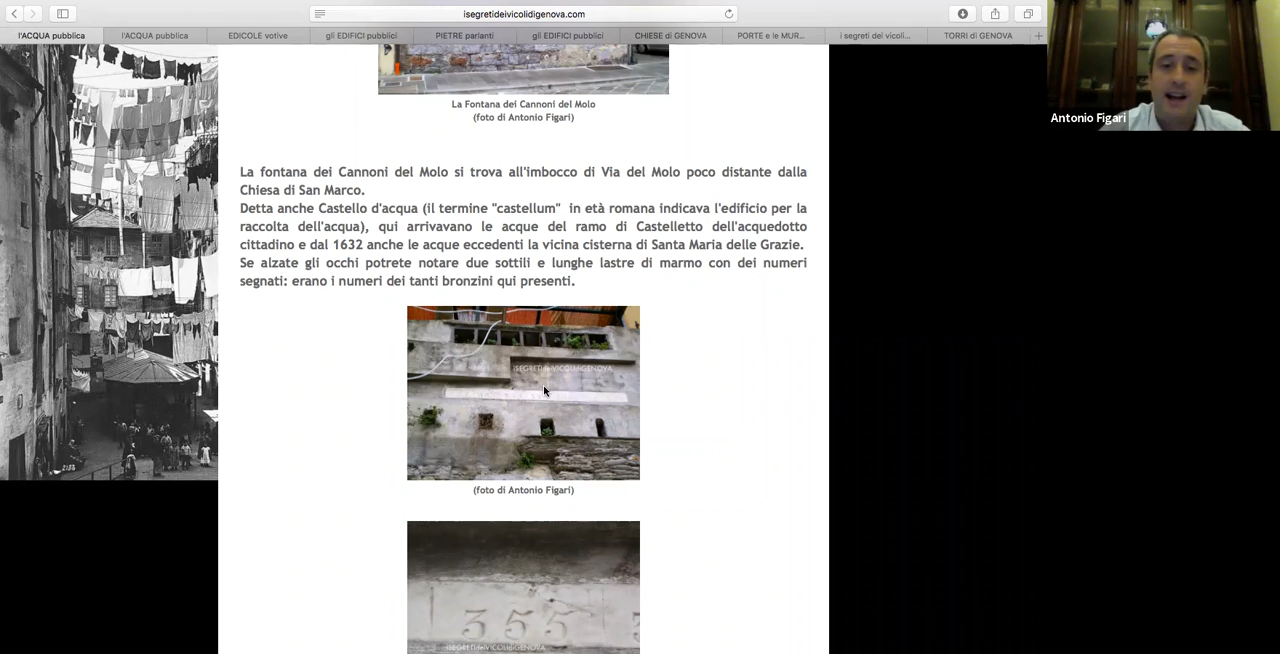 isegretideivicolidigenova.com
l'ACQUA pubblica
l'ACQUA pubblica
EDICOLE votive
gli EDIFICI pubblici
PIETRE parlanti
gli EDIFICI pubblici
CHIESE di GENOVA
PORTE e le MUR...
i segreti dei vicoli...
TORRI di GENOVA
Antonio Figari
La Fontana dei Cannoni del Molo
(foto di Antonio Figari)
La fontana dei Cannoni del Molo si trova all'imbocco di Via del Molo poco distante dalla
Chiesa di San Marco.
Detta anche Castello d'acqua (il termine "castellum" in età romana indicava l'edificio per la
raccolta dell'acqua), qui arrivavano le acque del ramo di Castelletto dell'acquedotto
cittadino e dal 1632 anche le acque eccedenti la vicina cisterna di Santa Maria delle Grazie.
Se alzate gli occhi potrete notare due sottili e lunghe lastre di marmo con dei numeri
segnati: erano i numeri dei tanti bronzini qui presenti.
iSEGRETIdeiVICOLIdiGENOVA
(foto di Antonio Figari)
355
iSEGRETIdeiVICOLIdiGENOVA